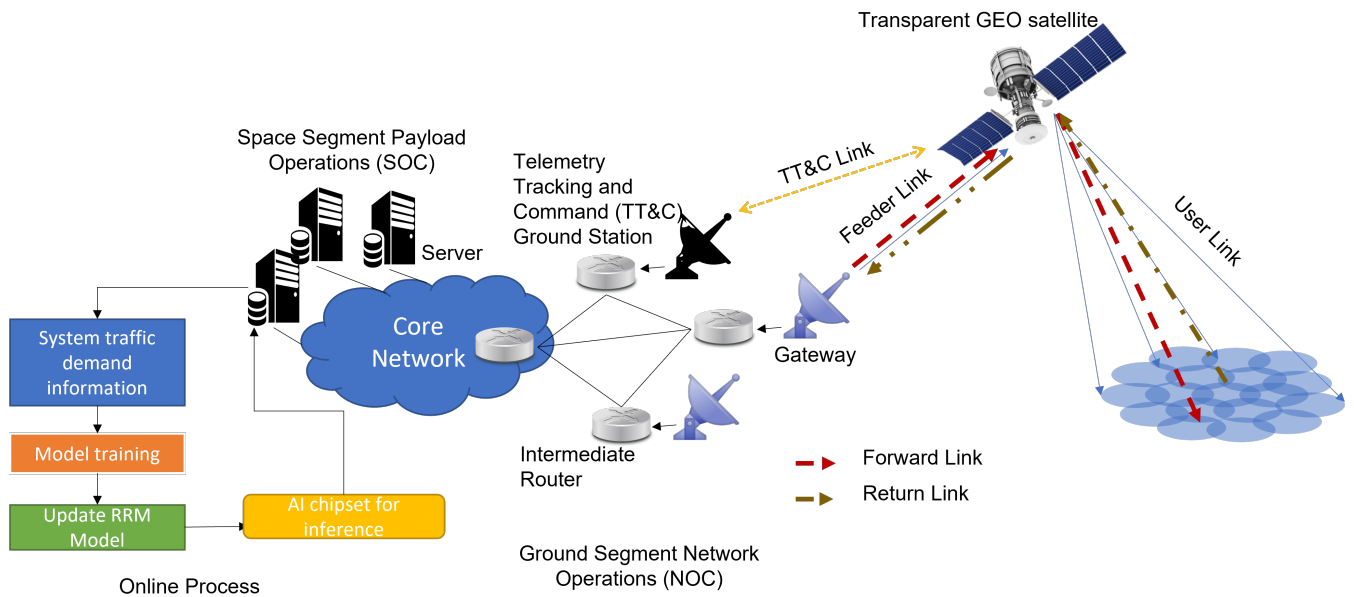 Transparent GEO satellite
Space Segment Payload
Operations (SOC)
Telemetry
Tracking and
Command (TT&C)
Ground Station
TT&C Link
Feeder Link
User Link
Server
Core
Network
System traffic
demand
information
Gateway
Model training
Intermediate
Router
Forward Link
Return Link
Update RRM
Model
AI chipset for
inference
Ground Segment Network
Operations (NOC)
Online Process